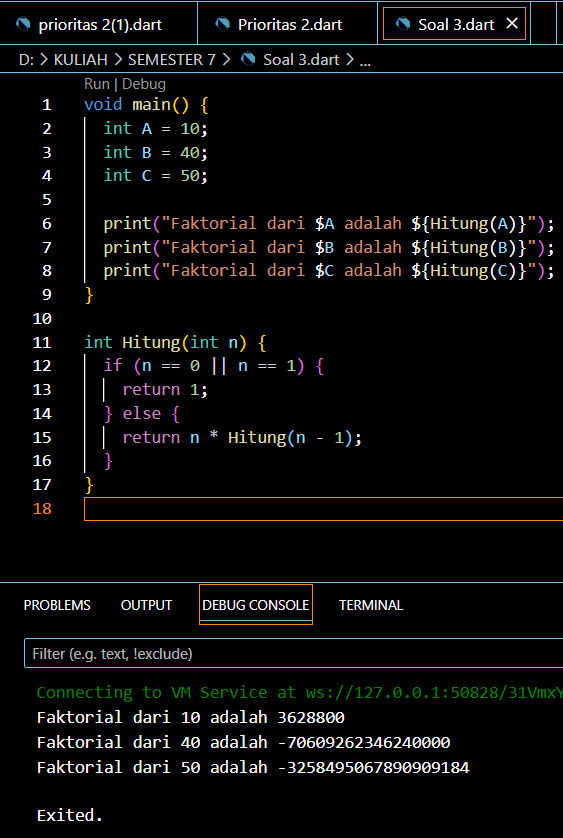 prioritas 2(1).dart Prioritas 2.dart Soal 3.dart
D: > KULIAH > SEMESTER 7 > Soal 3.dart > ...
Run | Debug
1 void main() {
2 int A = 10;
3 int B = 40;
4 int C = 50;
5
6 print("Faktorial dari $A adalah ${Hitung(A)}");
7 print("Faktorial dari $B adalah ${Hitung(B)}");
8 print("Faktorial dari $C adalah ${Hitung(C)}");
9 }
10
11 int Hitung(int n) {
12 if (n == 0 || n == 1) {
13 return 1;
14 } else {
15 return n * Hitung(n - 1);
16 }
17 }
18
PROBLEMS OUTPUT DEBUG CONSOLE TERMINAL
Filter (e.g. text, !exclude)
Connecting to VM Service at ws://127.0.0.1:50828/31VmxY
Faktorial dari 10 adalah 3628800
Faktorial dari 40 adalah -70609262346240000
Faktorial dari 50 adalah -3258495067890909184
Exited.